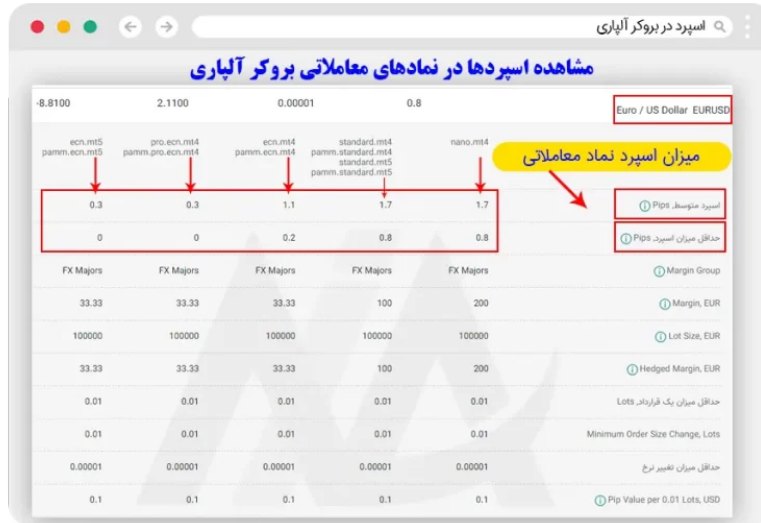 اسپرد در بروکر آلپاری
مشاهده اسپردها در نمادهای معاملاتی بروکر آلپاری
Euro / US Dollar EURUSD
0.8
0.00001
2.1100
-8.8100
nano.mt4
standard.mt4
pamm.standard.mt4
standard.mt5
pamm.standard.mt5
ecn.mt4
pamm.ecn.mt4
pro.ecn.mt4
pamm.pro.ecn.mt4
ecn.mt5
pamm.ecn.mt5
میزان اسپرد نماد معاملاتی
اسپرد متوسط, Pips 1.7 1.7 1.1 0.3 0.3
حداقل میزان اسپرد, Pips 0.8 0.8 0.2 0 0
Margin Group FX Majors FX Majors FX Majors FX Majors FX Majors
Margin, EUR 200 100 33.33 33.33 33.33
Lot Size, EUR 100000 100000 100000 100000 100000
Hedged Margin, EUR 200 100 33.33 33.33 33.33
حداقل میزان یک قرارداد, Lots 0.01 0.01 0.01 0.01 0.01
Minimum Order Size Change, Lots 0.01 0.01 0.01 0.01 0.01
حداقل میزان تغییر نرخ 0.00001 0.00001 0.00001 0.00001 0.00001
Pip Value per 0.01 Lots, USD 0.1 0.1 0.1 0.1 0.1